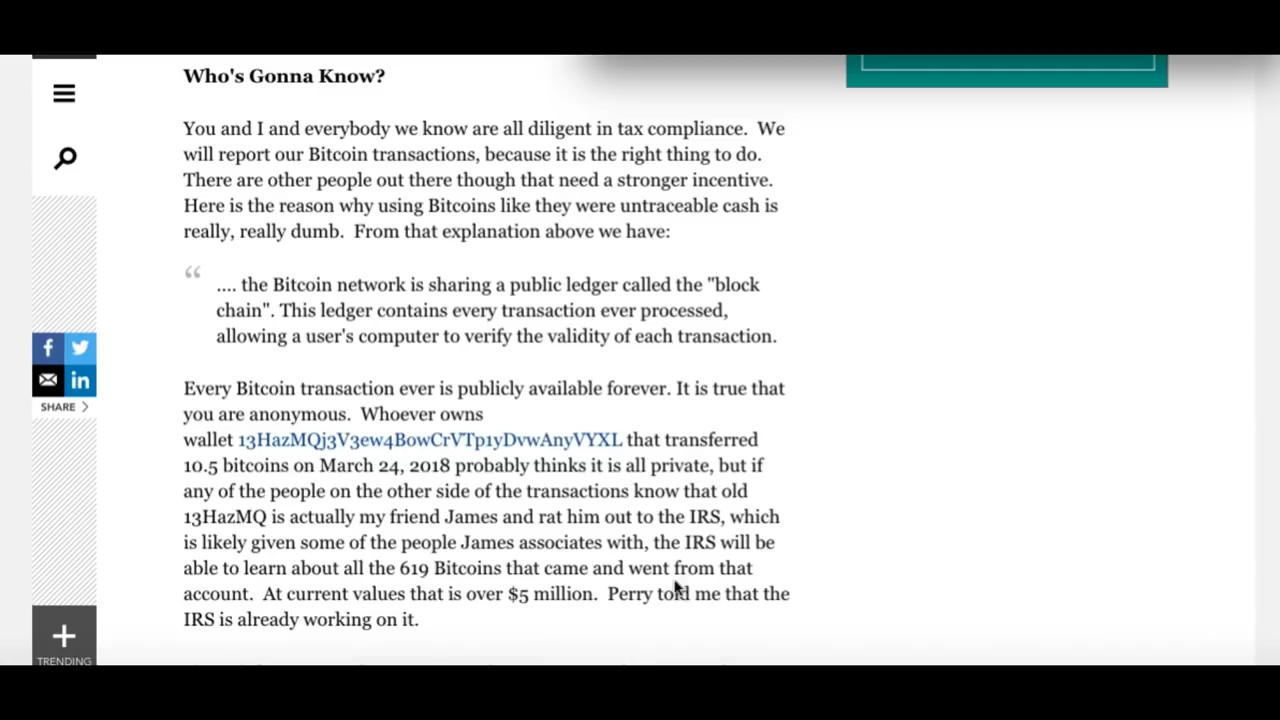 Who's Gonna Know?
You and I and everybody we know are all diligent in tax compliance.  We
will report our Bitcoin transactions, because it is the right thing to do.
There are other people out there though that need a stronger incentive.
Here is the reason why using Bitcoins like they were untraceable cash is
really, really dumb.  From that explanation above we have:
“
.... the Bitcoin network is sharing a public ledger called the "block
chain". This ledger contains every transaction ever processed,
allowing a user's computer to verify the validity of each transaction.
Every Bitcoin transaction ever is publicly available forever. It is true that
you are anonymous.  Whoever owns
wallet 13HazMQj3V3ew4BowCrVTp1yDvwAnyVYXL that transferred
10.5 bitcoins on March 24, 2018 probably thinks it is all private, but if
any of the people on the other side of the transactions know that old
13HazMQ is actually my friend James and rat him out to the IRS, which
is likely given some of the people James associates with, the IRS will be
able to learn about all the 619 Bitcoins that came and went from that
account.  At current values that is over $5 million.  Perry told me that the
IRS is already working on it.
SHARE
TRENDING